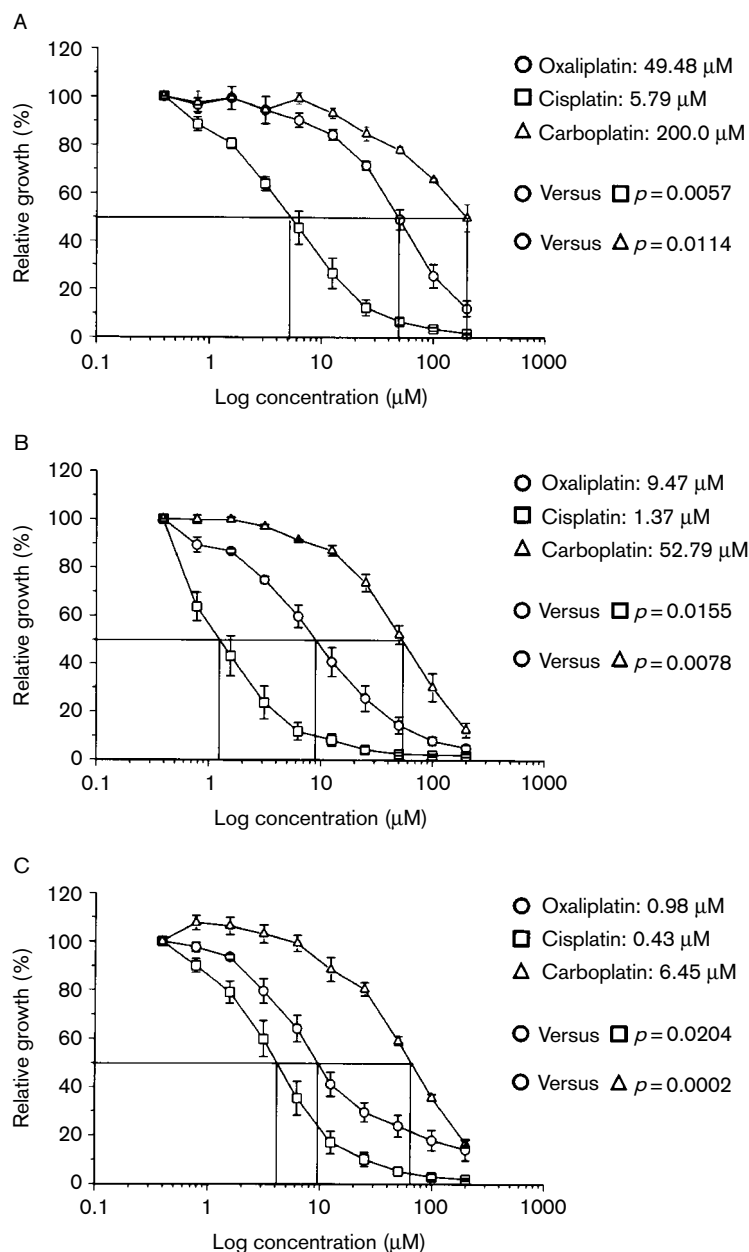 A
120
100
80
60
40
20
0
0.1 1 10 100 1000
Relative growth (%)
Log concentration (μM)
Oxaliplatin: 49.48 μM
Cisplatin: 5.79 μM
Carboplatin: 200.0 μM
Versus p=0.0057
Versus p=0.0114
B
120
100
80
60
40
20
0
0.1 1 10 100 1000
Relative growth (%)
Log concentration (μM)
Oxaliplatin: 9.47 μM
Cisplatin: 1.37 μM
Carboplatin: 52.79 μM
Versus p=0.0155
Versus p=0.0078
C
120
100
80
60
40
20
0
0.1 1 10 100 1000
Relative growth (%)
Log concentration (μM)
Oxaliplatin: 0.98 μM
Cisplatin: 0.43 μM
Carboplatin: 6.45 μM
Versus p=0.0204
Versus p=0.0002